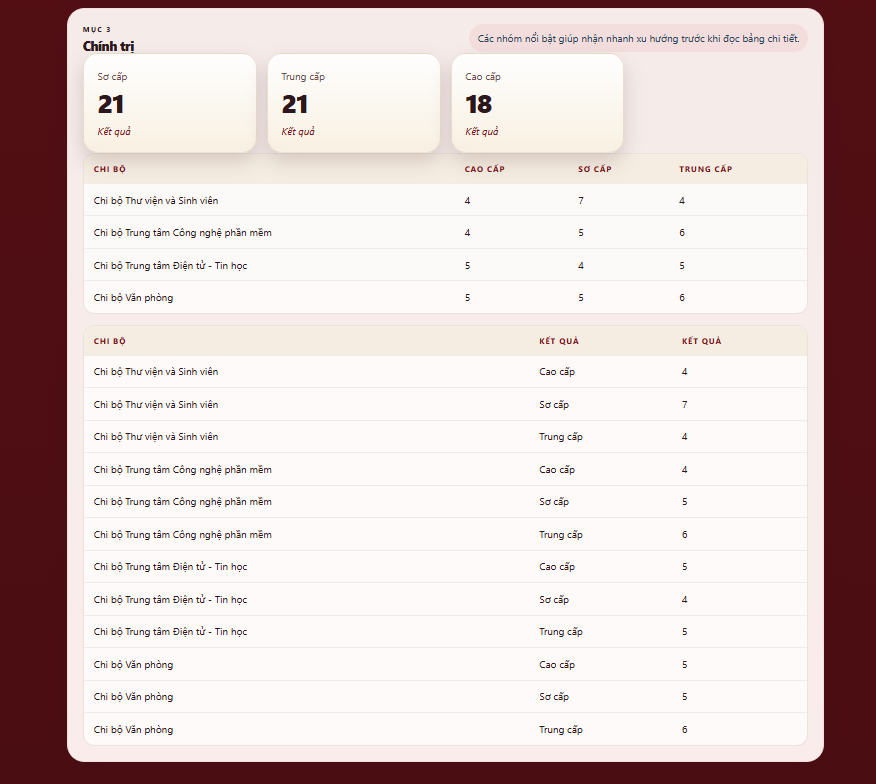 MỤC 3
Chính trị
Các nhóm nổi bật giúp nhận nhanh xu hướng trước khi đọc bảng chi tiết.
Sơ cấp
21
Kết quả
Trung cấp
21
Kết quả
Cao cấp
18
Kết quả
CHI BỘ CAO CẤP SƠ CẤP TRUNG CẤP
Chi bộ Thư viện và Sinh viên 4 7 4
Chi bộ Trung tâm Công nghệ phần mềm 4 5 6
Chi bộ Trung tâm Điện tử - Tin học 5 4 5
Chi bộ Văn phòng 5 5 6
CHI BỘ KẾT QUẢ KẾT QUẢ
Chi bộ Thư viện và Sinh viên Cao cấp 4
Chi bộ Thư viện và Sinh viên Sơ cấp 7
Chi bộ Thư viện và Sinh viên Trung cấp 4
Chi bộ Trung tâm Công nghệ phần mềm Cao cấp 4
Chi bộ Trung tâm Công nghệ phần mềm Sơ cấp 5
Chi bộ Trung tâm Công nghệ phần mềm Trung cấp 6
Chi bộ Trung tâm Điện tử - Tin học Cao cấp 5
Chi bộ Trung tâm Điện tử - Tin học Sơ cấp 4
Chi bộ Trung tâm Điện tử - Tin học Trung cấp 5
Chi bộ Văn phòng Cao cấp 5
Chi bộ Văn phòng Sơ cấp 5
Chi bộ Văn phòng Trung cấp 6